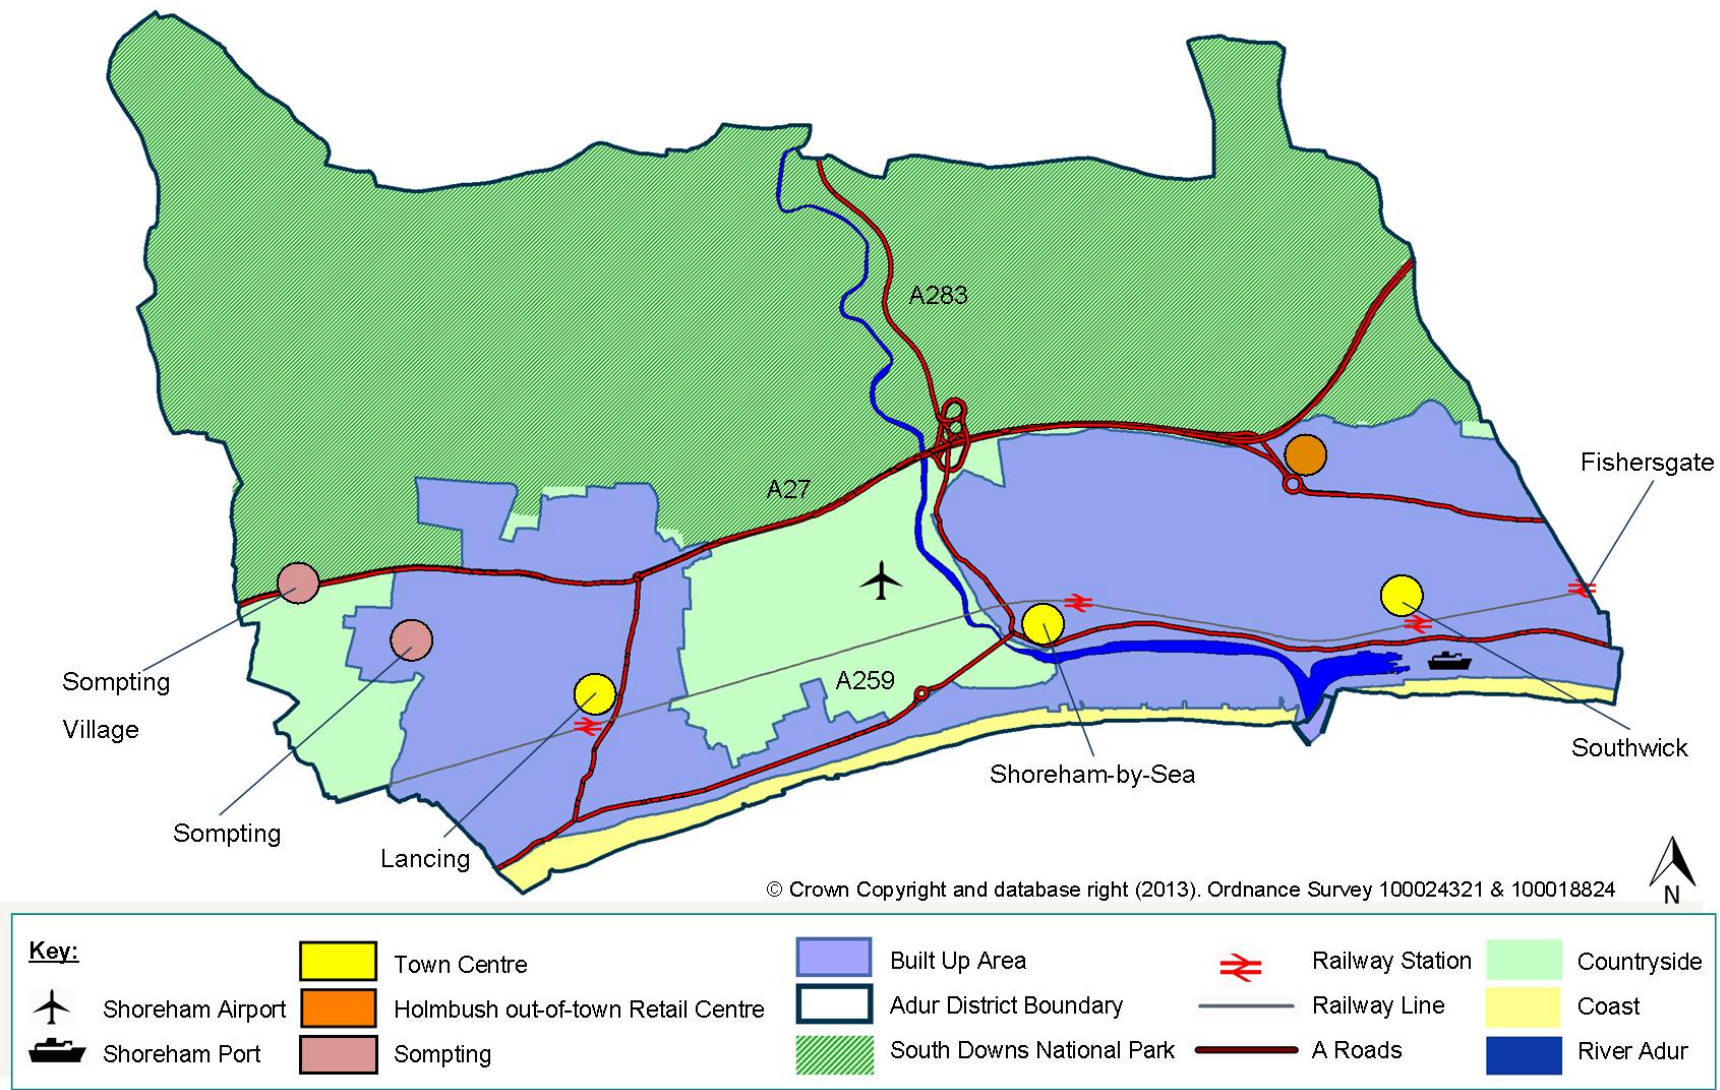 A283
A27
Fishersgate
Sompting
Village
A259
Southwick
Shoreham-by-Sea
Sompting
Lancing
© Crown Copyright and database right (2013). Ordnance Survey 100024321 & 100018824
N
Key:
Shoreham Airport
Shoreham Port
Town Centre
Holmbush out-of-town Retail Centre
Sompting
Built Up Area
Adur District Boundary
South Downs National Park
Railway Station
Railway Line
A Roads
Countryside
Coast
River Adur